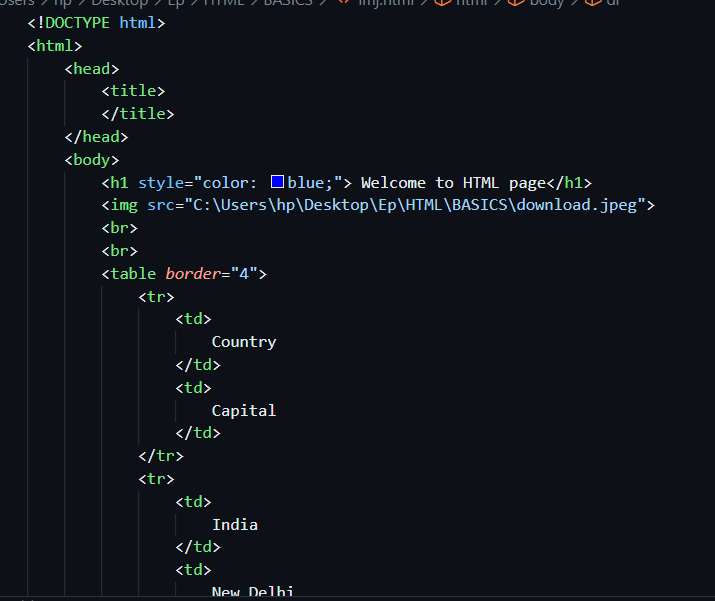 Users > hp > Desktop > Ep > HTML > BASICS > imj.html > html > body > dl
<!DOCTYPE html>
<html>
<head>
<title>
</title>
</head>
<body>
<h1 style="color: blue;"> Welcome to HTML page</h1>
<img src="C:\Users\hp\Desktop\Ep\HTML\BASICS\download.jpeg">
<br>
<br>
<table border="4">
<tr>
<td>
Country
</td>
<td>
Capital
</td>
</tr>
<tr>
<td>
India
</td>
<td>
New Delhi